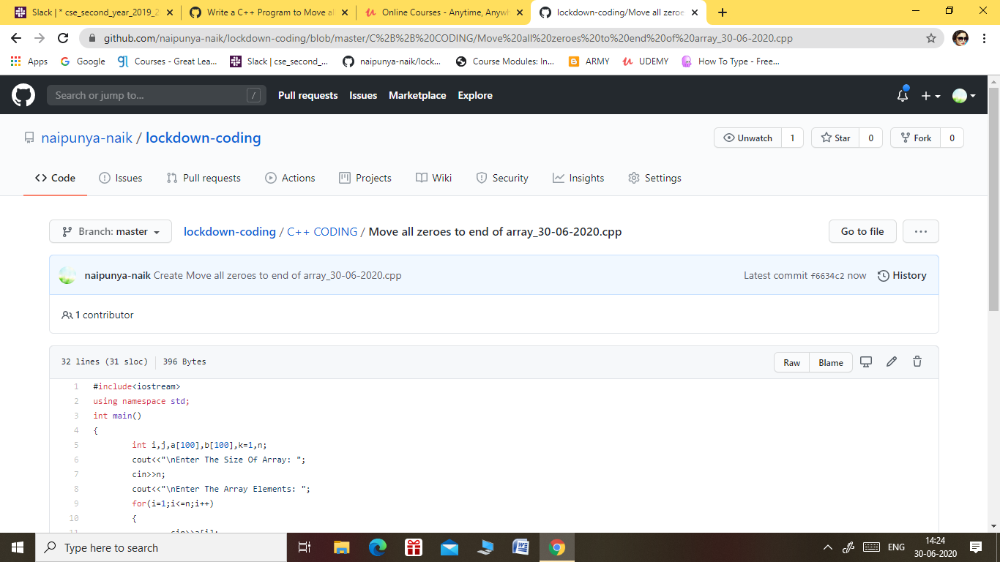 Slack | * cse_second_year_2019_2
Write a C++ Program to Move al
Online Courses - Anytime, Anywh
lockdown-coding/Move all zeroe
github.com/naipunya-naik/lockdown-coding/blob/master/C%2B%2B%20CODING/Move%20all%20zeroes%20to%20end%20of%20array_30-06-2020.cpp
Apps Google Courses - Great Lea... Slack | cse_second_... naipunya-naik/lock... Course Modules: In... ARMY UDEMY How To Type - Free...
Search or jump to... / Pull requests Issues Marketplace Explore
naipunya-naik / lockdown-coding Unwatch 1 Star 0 Fork 0
Code Issues Pull requests Actions Projects Wiki Security Insights Settings
Branch: master lockdown-coding / C++ CODING / Move all zeroes to end of array_30-06-2020.cpp Go to file ...
naipunya-naik Create Move all zeroes to end of array_30-06-2020.cpp Latest commit f6634c2 now History
1 contributor
32 lines (31 sloc) 396 Bytes Raw Blame
1 #include<iostream>
2 using namespace std;
3 int main()
4 {
5 int i,j,a[100],b[100],k=1,n;
6 cout<<"\nEnter The Size Of Array: ";
7 cin>>n;
8 cout<<"\nEnter The Array Elements: ";
9 for(i=1;i<=n;i++)
10 {
11 cin>>a[i];
Type here to search ENG 14:24
30-06-2020